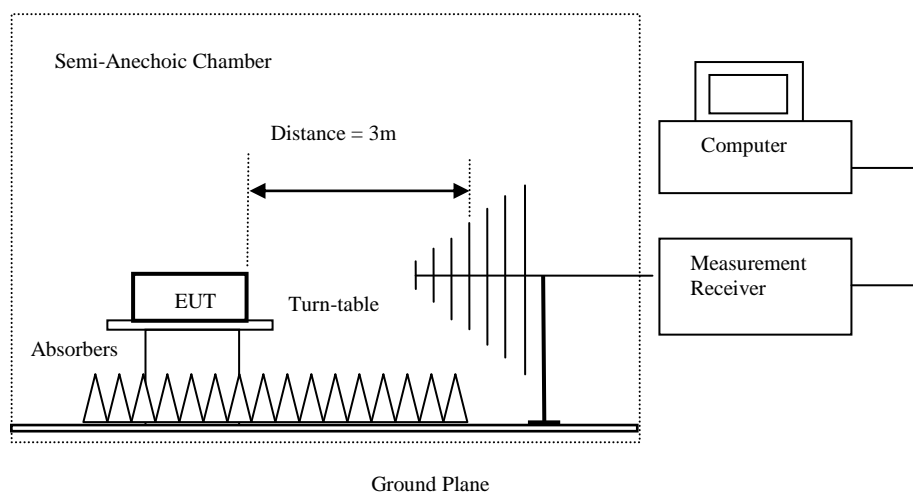 Semi-Anechoic Chamber
Distance = 3m
Computer
Measurement
Receiver
EUT
Turn-table
Absorbers
Ground Plane